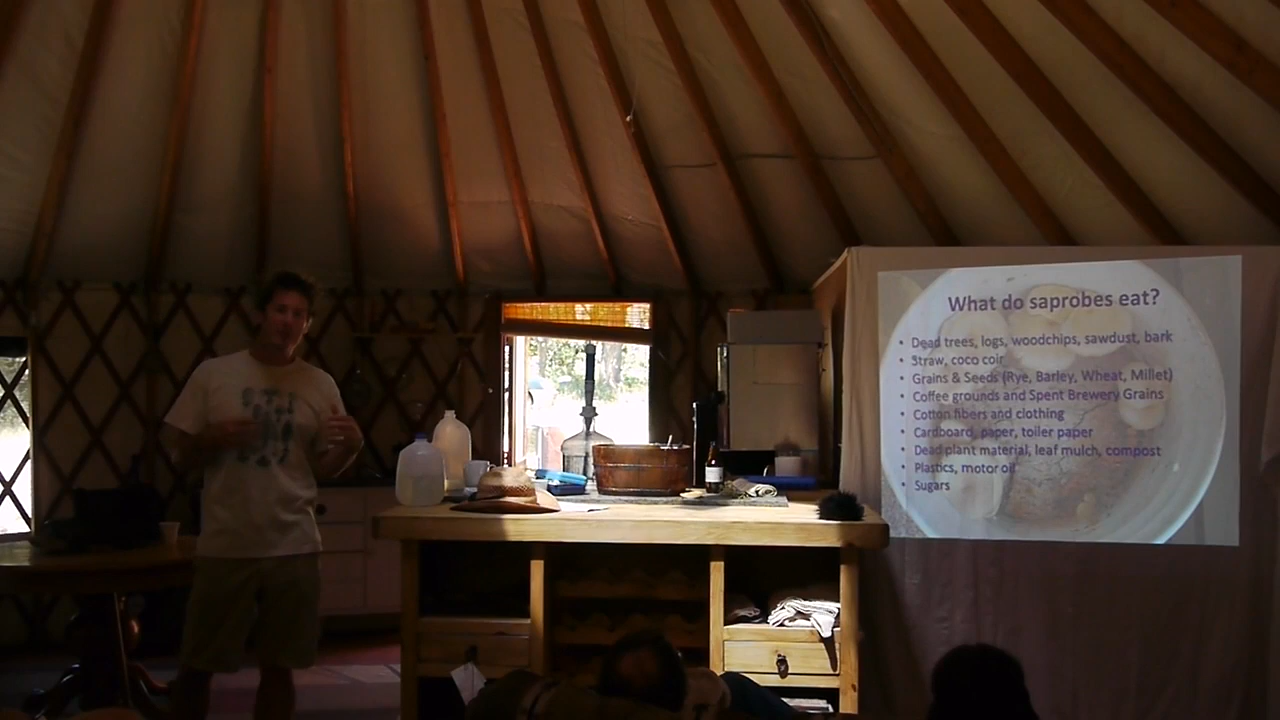 What do saprobes eat?
• Dead trees, logs, woodchips, sawdust, bark
• Straw, coco coir
• Grains & Seeds (Rye, Barley, Wheat, Millet)
• Coffee grounds and Spent Brewery Grains
• Cotton fibers and clothing
• Cardboard, paper, toiler paper
• Dead plant material, leaf mulch, compost
• Plastics, motor oil
• Sugars